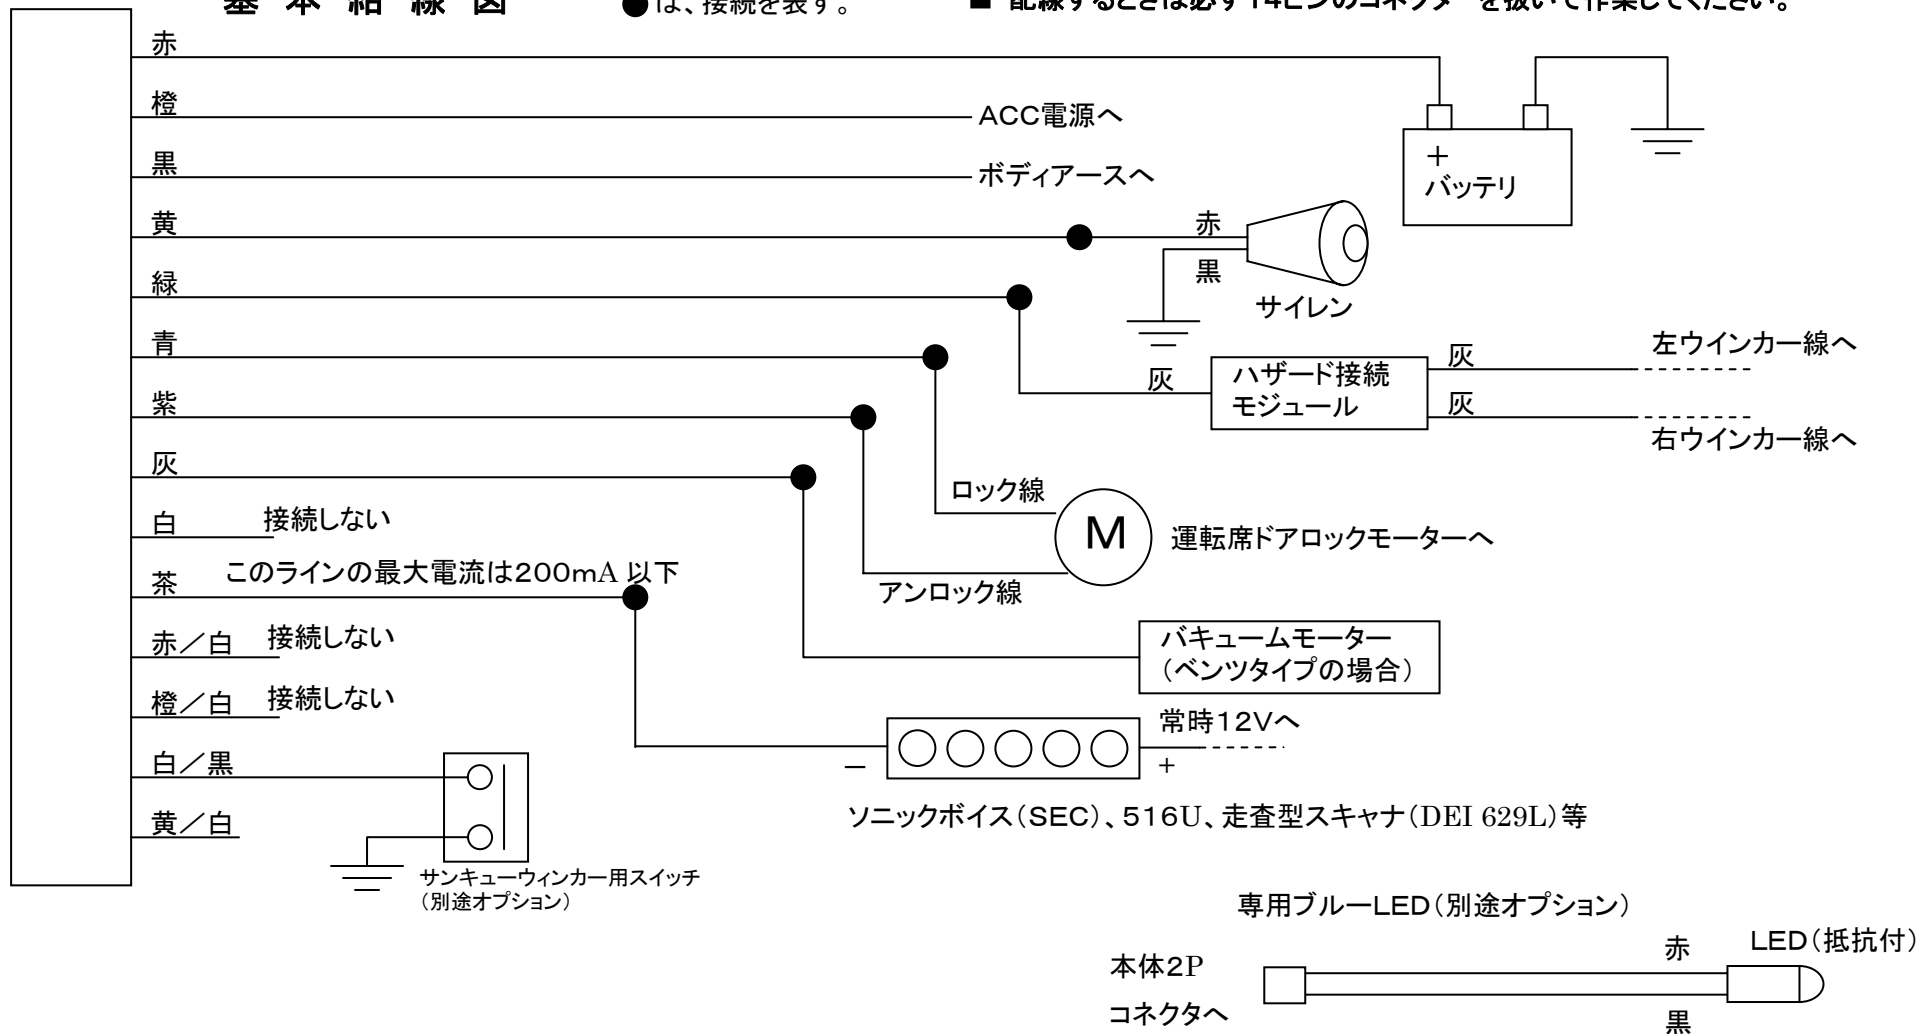 基本結線図
●は、接続を表す。
■ 配線するときは必ず14ピンのコネクターを抜いて作業してください。
赤
橙
ACC電源へ
黒
ボディアースへ
+
バッテリ
黄
赤
黒
サイレン
緑
灰
ハザード接続
モジュール
灰
灰
左ウインカー線へ
右ウインカー線へ
青
紫
ロック線
M
運転席ドアロックモーターへ
アンロック線
灰
バキュームモーター
(ベンツタイプの場合)
白
接続しない
茶
このラインの最大電流は200mA 以下
赤/白
接続しない
橙/白
接続しない
常時12Vへ
−
+
ソニックボイス(SEC)、516U、走査型スキャナ(DEI 629L)等
白/黒
黄/白
サンキューウィンカー用スイッチ
(別途オプション)
専用ブルーLED(別途オプション)
本体2P
コネクタへ
赤
黒
LED(抵抗付)